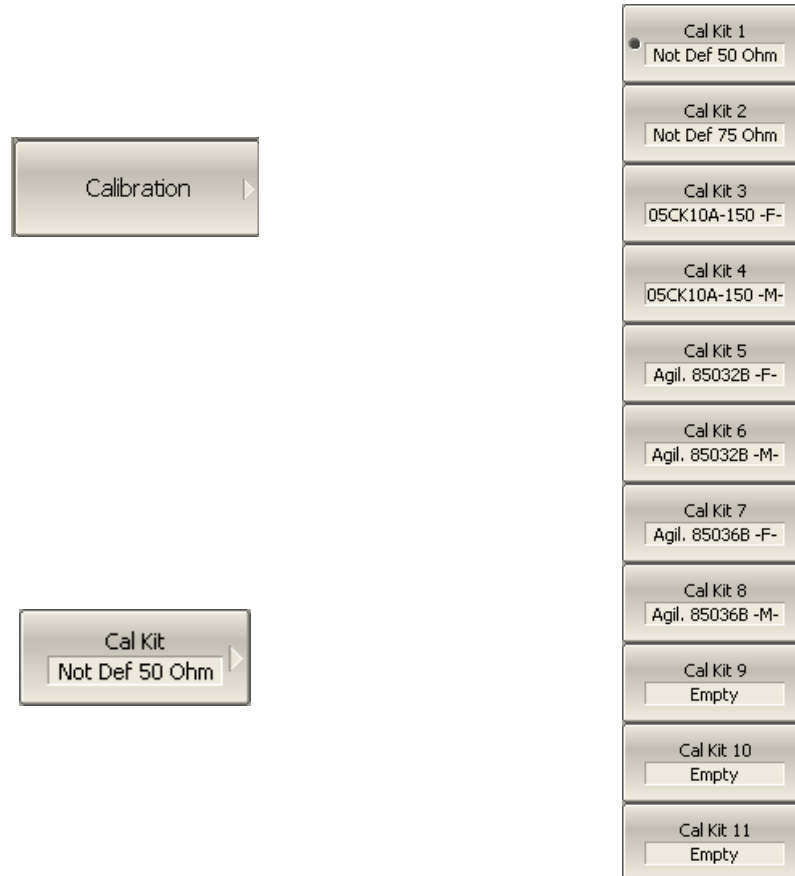 Calibration
Cal Kit
Not Def 50 Ohm
Cal Kit 1
Not Def 50 Ohm
Cal Kit 2
Not Def 75 Ohm
Cal Kit 3
05CK10A-150 -F-
Cal Kit 4
05CK10A-150 -M-
Cal Kit 5
Agil. 85032B -F-
Cal Kit 6
Agil. 85032B -M-
Cal Kit 7
Agil. 85036B -F-
Cal Kit 8
Agil. 85036B -M-
Cal Kit 9
Empty
Cal Kit 10
Empty
Cal Kit 11
Empty